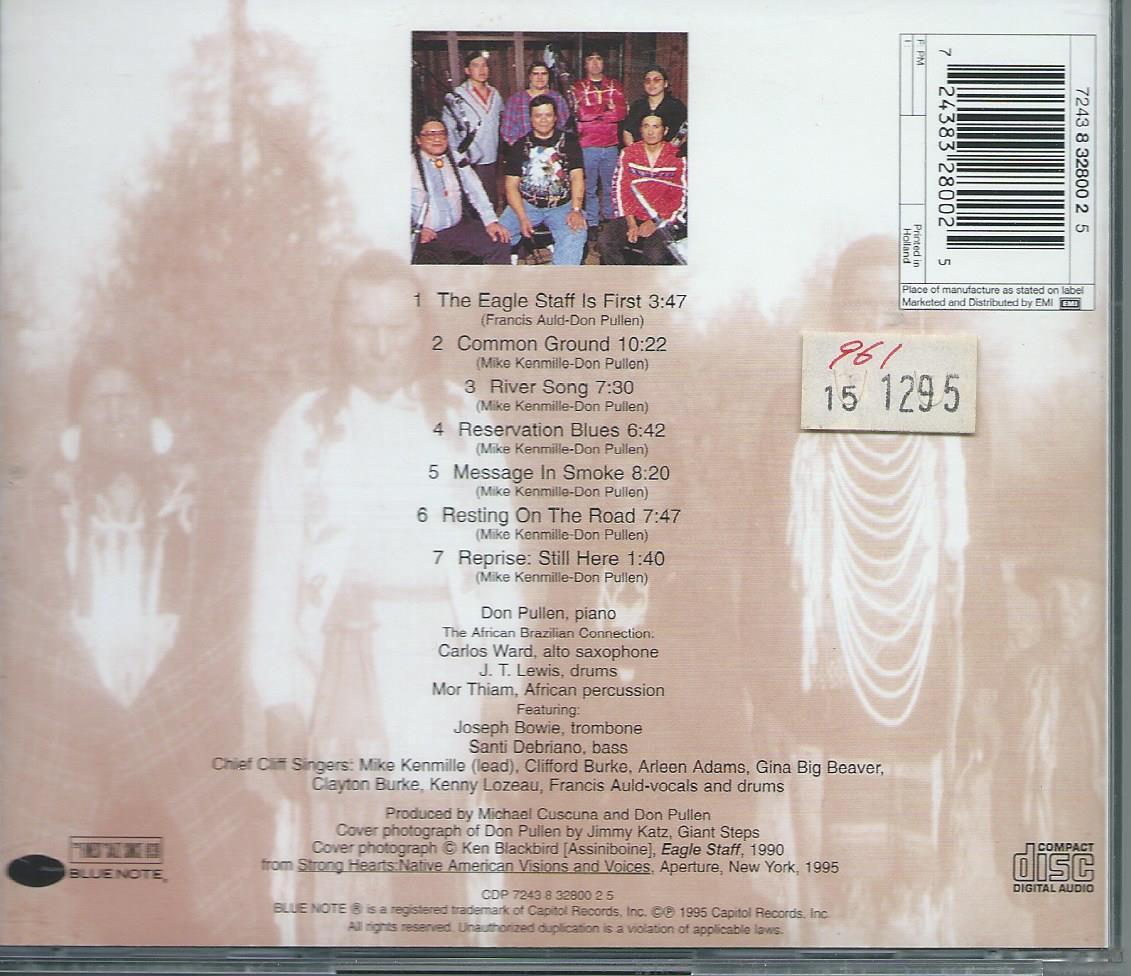 1 The Eagle Staff Is First 3:47
(Francis Auld-Don Pullen)
2 Common Ground 10:22
(Mike Kenmille-Don Pullen)
3 River Song 7:30
(Mike Kenmille-Don Pullen)
4 Reservation Blues 6:42
(Mike Kenmille-Don Pullen)
5 Message In Smoke 8:20
(Mike Kenmille-Don Pullen)
6 Resting On The Road 7:47
(Mike Kenmille-Don Pullen)
7 Reprise: Still Here 1:40
(Mike Kenmille-Don Pullen)
Don Pullen, piano
The African Brazilian Connection:
Carlos Ward, alto saxophone
J. T. Lewis, drums
Mor Thiam, African percussion
Featuring:
Joseph Bowie, trombone
Santi Debriano, bass
Chief Cliff Singers: Mike Kenmille (lead), Clifford Burke, Arleen Adams, Gina Big Beaver,
Clayton Burke, Kenny Lozeau, Francis Auld-vocals and drums
Produced by Michael Cuscuna and Don Pullen
Cover photograph of Don Pullen by Jimmy Katz, Giant Steps
Cover photograph © Ken Blackbird [Assiniboine], Eagle Staff, 1990
from Strong Hearts:Native American Visions and Voices, Aperture, New York, 1995
CDP 7243 8 32800 2 5
BLUE NOTE ® is a registered trademark of Capitol Records, Inc. ©℗ 1995 Capitol Records, Inc.
All rights reserved. Unauthorized duplication is a violation of applicable laws.
BLUE NOTE
COMPACT
disc
DIGITAL AUDIO
7243 8 32800 2 5
7 24383 28002 5
F: PM
Printed in
Holland
Place of manufacture as stated on label
Marketed and Distributed by EMI EMI
961
15 1295